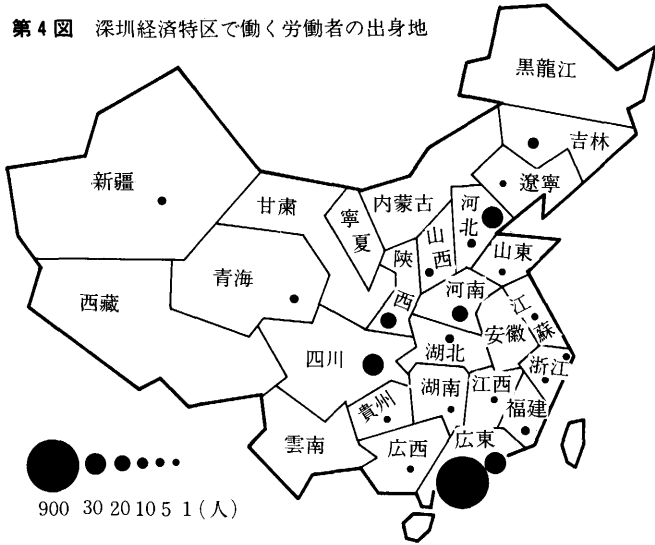 第4図 深圳経済特区で働く労働者の出身地
黒龍江
吉林
遼寧
新疆
甘粛
寧夏
内蒙古
河北
山西
山東
青海
陝西
河南
西藏
江蘇
安徽
四川
湖北
浙江
湖南
江西
貴州
福建
雲南
広西
広東
900 30 20 10 5 1(人)